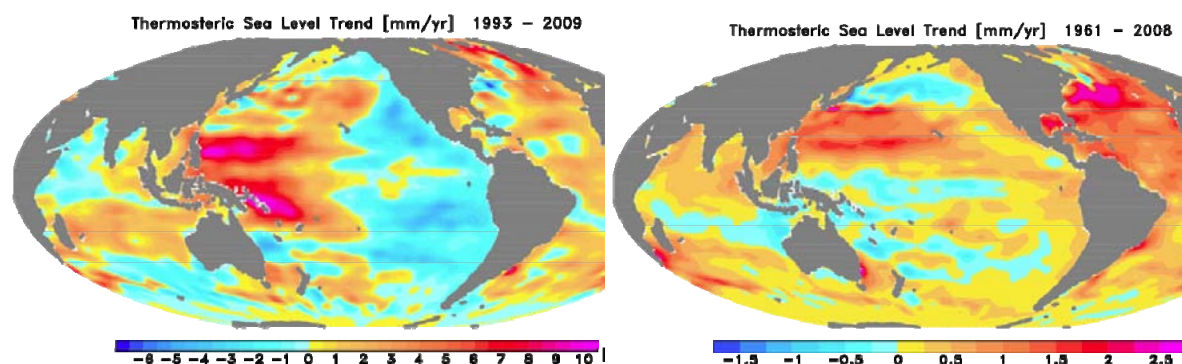 Thermosteric Sea Level Trend [mm/yr] 1993 – 2009
Thermosteric Sea Level Trend [mm/yr] 1961 – 2008
-6 -5 -4 -3 -2 -1 0 1 2 3 4 5 6 7 8 9 10
-1.5 -1 -0.5 0 0.5 1 1.5 2 2.5